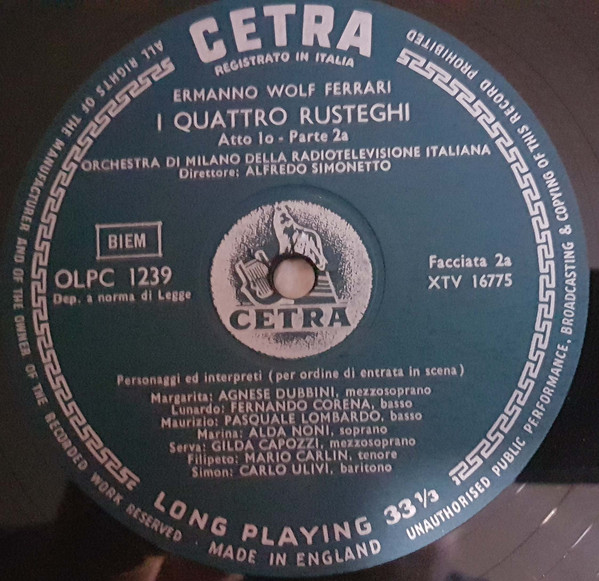 CETRA
REGISTRATO IN ITALIA
ERMANNO WOLF FERRARI
I QUATTRO RUSTEGHI
Atto 1o - Parte 2a
ORCHESTRA DI MILANO DELLA RADIOTELEVISIONE ITALIANA
Direttore: ALFREDO SIMONETTO
BIEM
OLPC 1239
Dep. a norma di Legge
Facciata 2a
XTV 16775
CETRA
Personaggi ed interpreti (per ordine di entrata in scena)
Margarita: AGNESE DUBBINI, mezzosoprano
Lunardo: FERNANDO CORENA, basso
Maurizio: PASQUALE LOMBARDO, basso
Marina: ALDA NONI, soprano
Serva: GILDA CAPOZZI, mezzosoprano
Filipeto: MARIO CARLIN, tenore
Simon: CARLO ULIVI, baritono
LONG PLAYING 33 1/3
ALL RIGHTS OF THE MANUFACTURER AND OF THE OWNER OF THE RECORDED WORK RESERVED · MADE IN ENGLAND · UNAUTHORISED PUBLIC PERFORMANCE, BROADCASTING & COPYING OF THIS RECORD PROHIBITED